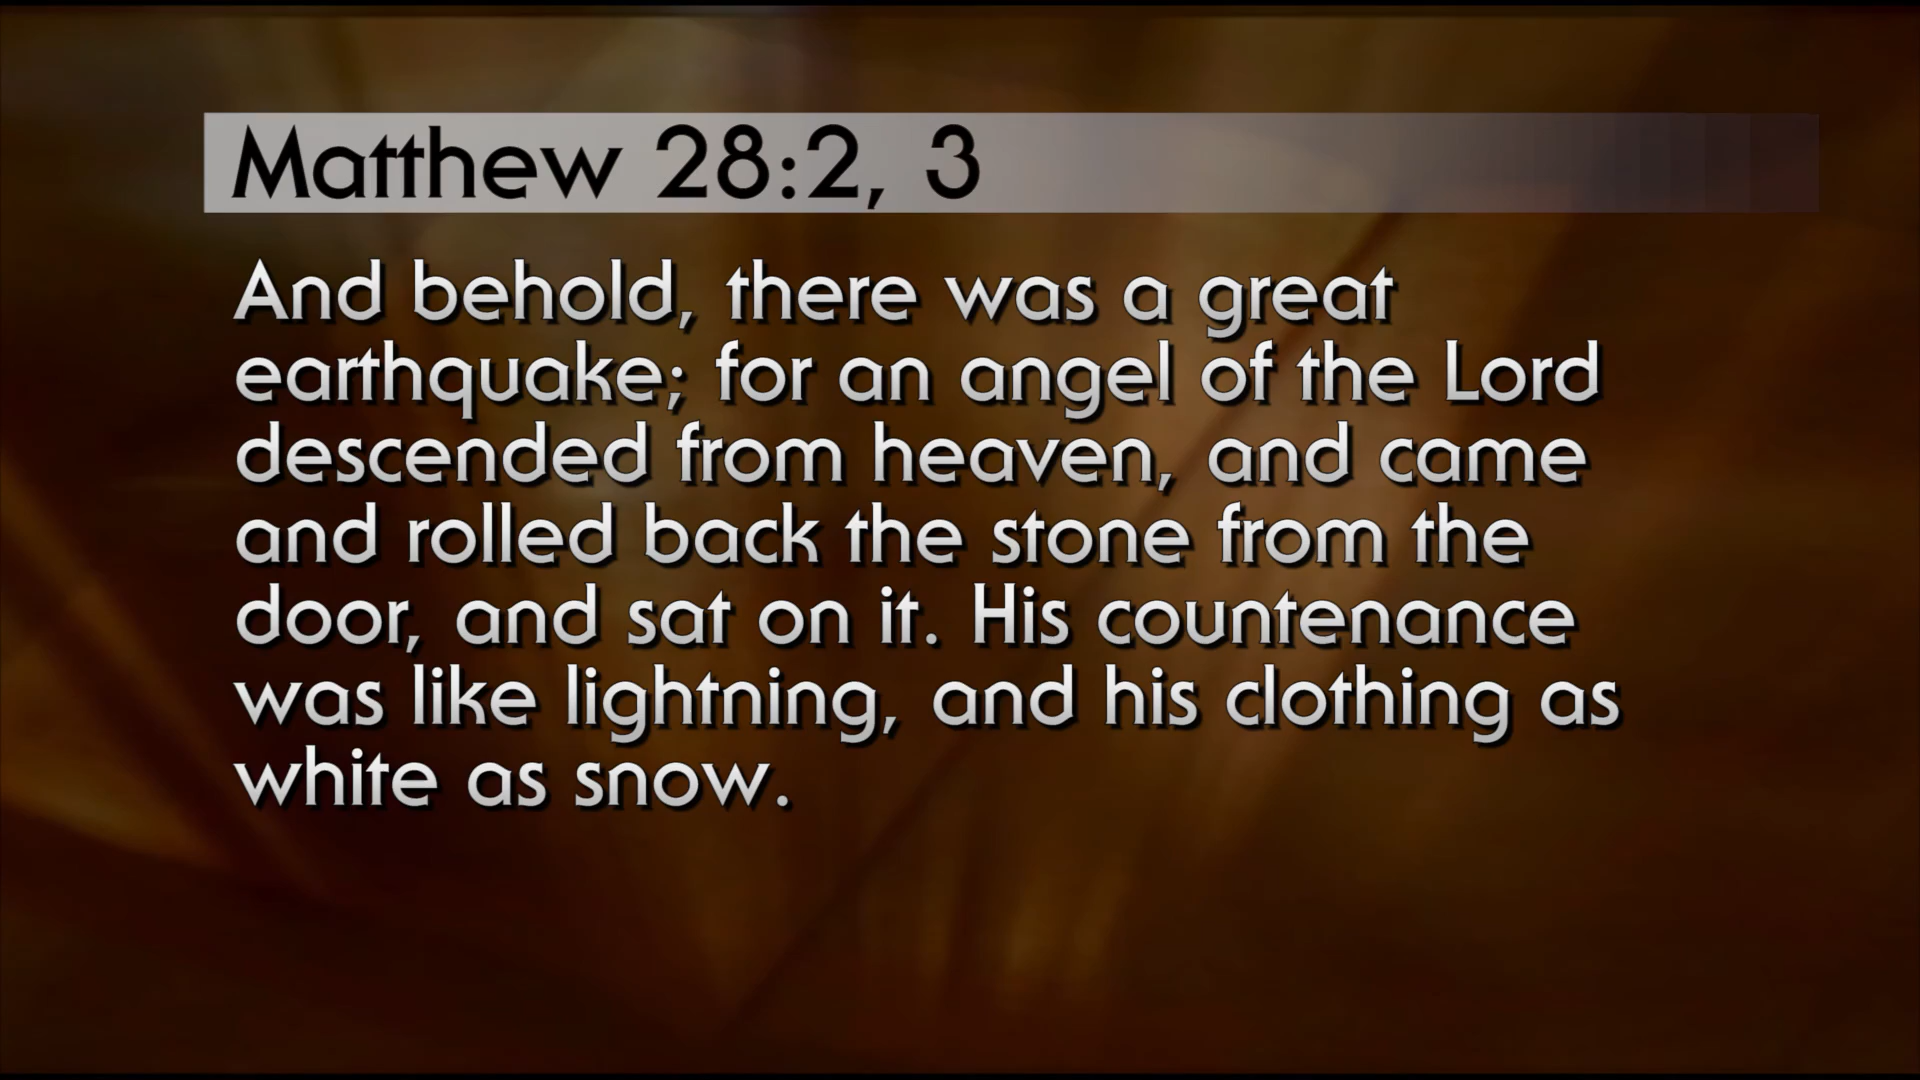 Matthew 28:2, 3
And behold, there was a great
earthquake; for an angel of the Lord
descended from heaven, and came
and rolled back the stone from the
door, and sat on it. His countenance
was like lightning, and his clothing as
white as snow.